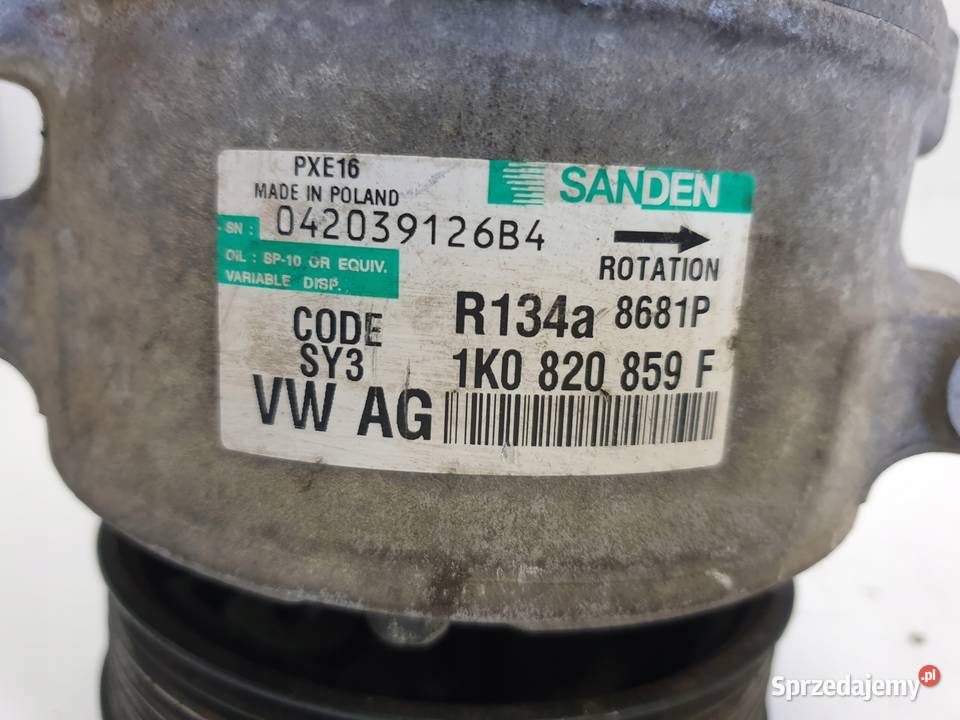 PXE16
MADE IN POLAND
SANDEN
SN : 042039126B4
ROTATION
OIL : SP-10 OR EQUIV.
VARIABLE DISP.
CODE
SY3
R134a 8681P
1K0 820 859 F
VW AG
Sprzedajemy.pl